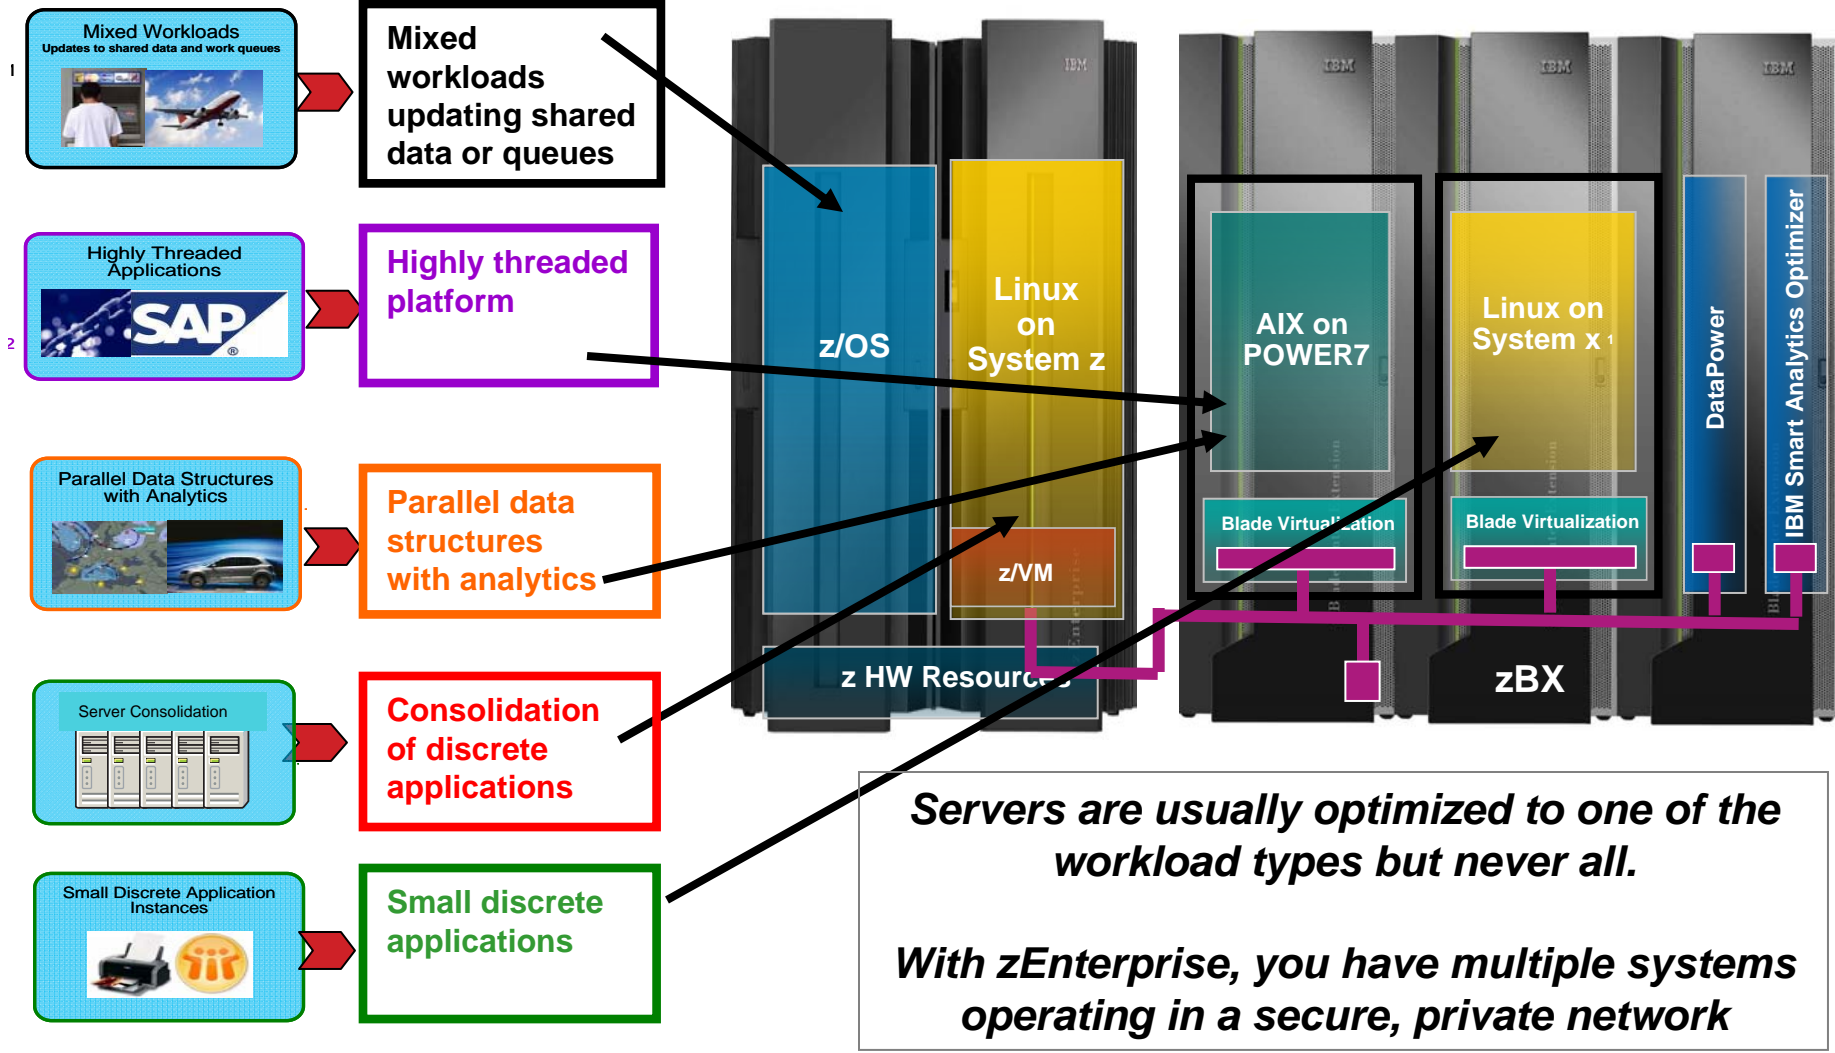 Mixed Workloads
Updates to shared data and work queues
Mixed
workloads
updating shared
data or queues
Highly Threaded
Applications
SAP
®
2
Highly threaded
platform
Parallel Data Structures
with Analytics
Parallel data
structures
with analytics
Server Consolidation
Consolidation
of discrete
applications
Small Discrete Application
Instances
Small discrete
applications
IBM
z/OS
Linux
on
System z
z/VM
Enterprise
z HW Resources
IBM
IBM
IBM
AIX on
POWER7
Blade Virtualization
Linux on
System x 1
Blade Virtualization
DataPower
IBM Smart Analytics Optimizer
zBX
Servers are usually optimized to one of the
workload types but never all.
With zEnterprise, you have multiple systems
operating in a secure, private network